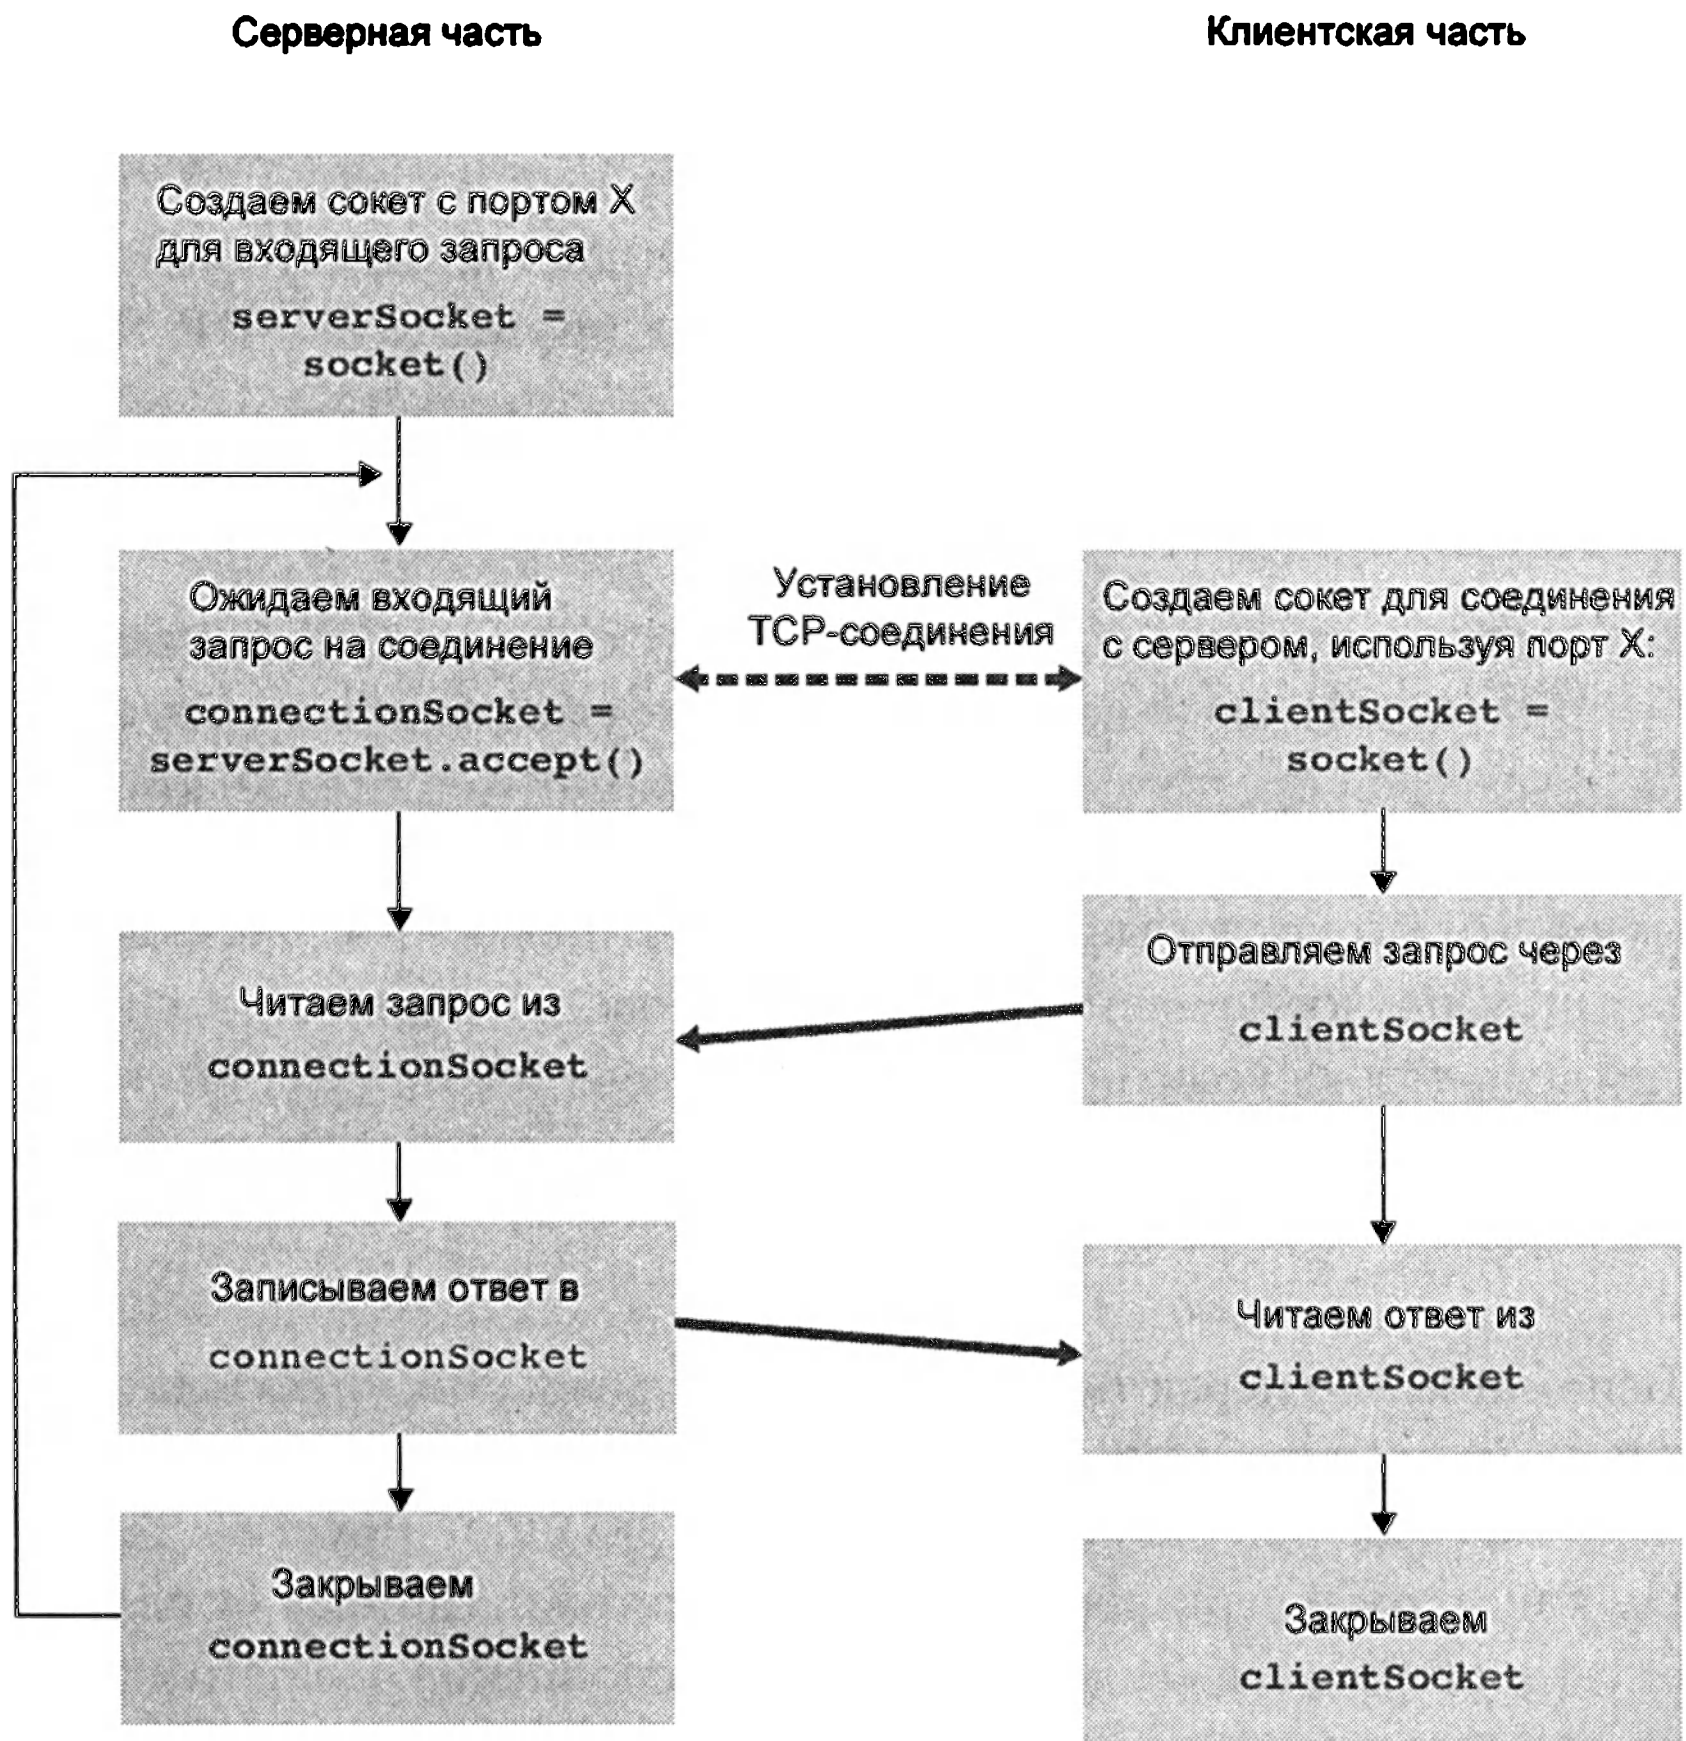 Серверная часть
Клиентская часть
Создаем сокет с портом X
для входящего запроса
serverSocket =
socket()
Ожидаем входящий
запрос на соединение
connectionSocket =
serverSocket.accept()
Установление
TCP-соединения
Создаем сокет для соединения
с сервером, используя порт X:
clientSocket =
socket()
Отправляем запрос через
clientSocket
Читаем запрос из
connectionSocket
Записываем ответ в
connectionSocket
Читаем ответ из
clientSocket
Закрываем
connectionSocket
Закрываем
clientSocket